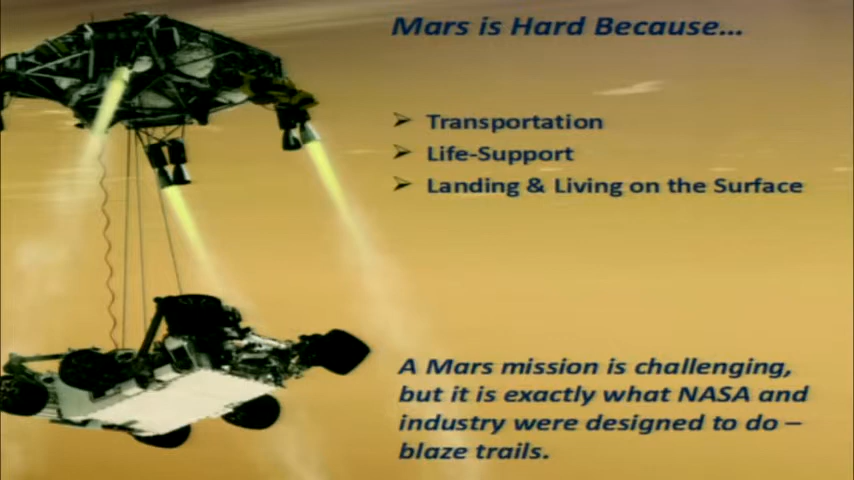 Mars is Hard Because...
Transportation
Life-Support
Landing & Living on the Surface
A Mars mission is challenging,
but it is exactly what NASA and
industry were designed to do –
blaze trails.